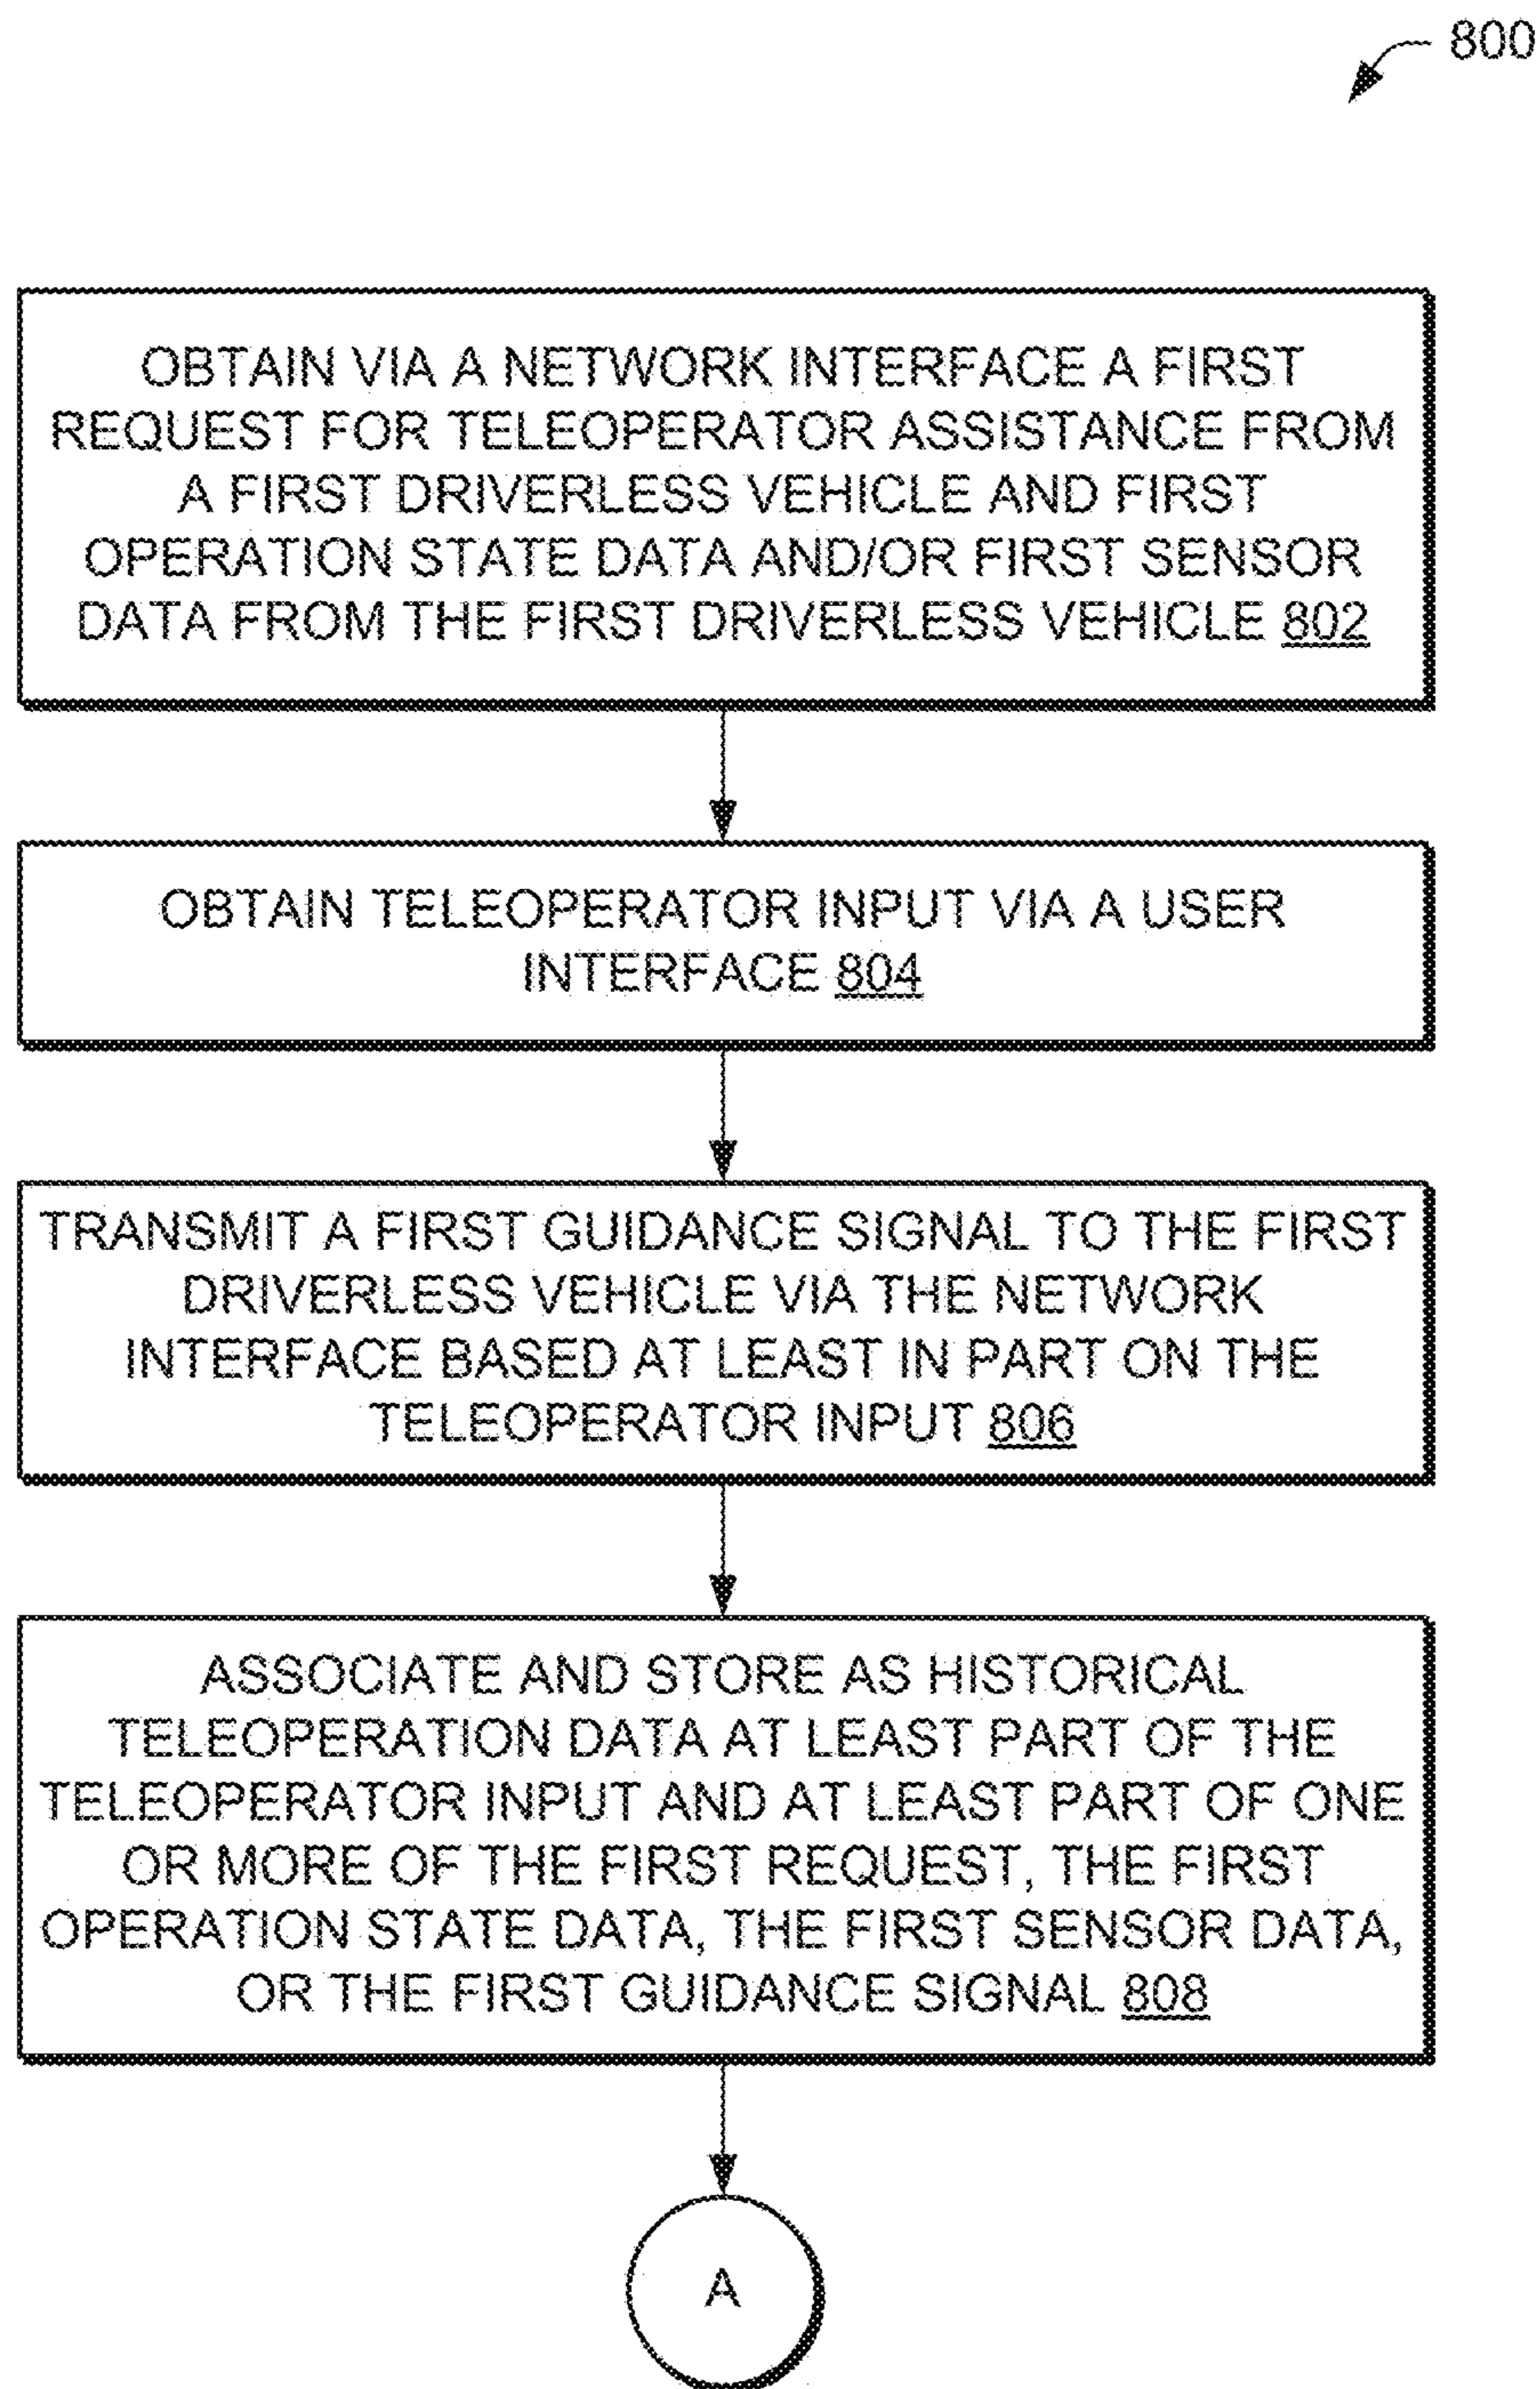 800
OBTAIN VIA A NETWORK INTERFACE A FIRST
REQUEST FOR TELEOPERATOR ASSISTANCE FROM
A FIRST DRIVERLESS VEHICLE AND FIRST
OPERATION STATE DATA AND/OR FIRST SENSOR
DATA FROM THE FIRST DRIVERLESS VEHICLE 802
OBTAIN TELEOPERATOR INPUT VIA A USER
INTERFACE 804
TRANSMIT A FIRST GUIDANCE SIGNAL TO THE FIRST
DRIVERLESS VEHICLE VIA THE NETWORK
INTERFACE BASED AT LEAST IN PART ON THE
TELEOPERATOR INPUT 806
ASSOCIATE AND STORE AS HISTORICAL
TELEOPERATION DATA AT LEAST PART OF THE
TELEOPERATOR INPUT AND AT LEAST PART OF ONE
OR MORE OF THE FIRST REQUEST, THE FIRST
OPERATION STATE DATA, THE FIRST SENSOR DATA,
OR THE FIRST GUIDANCE SIGNAL 808
A